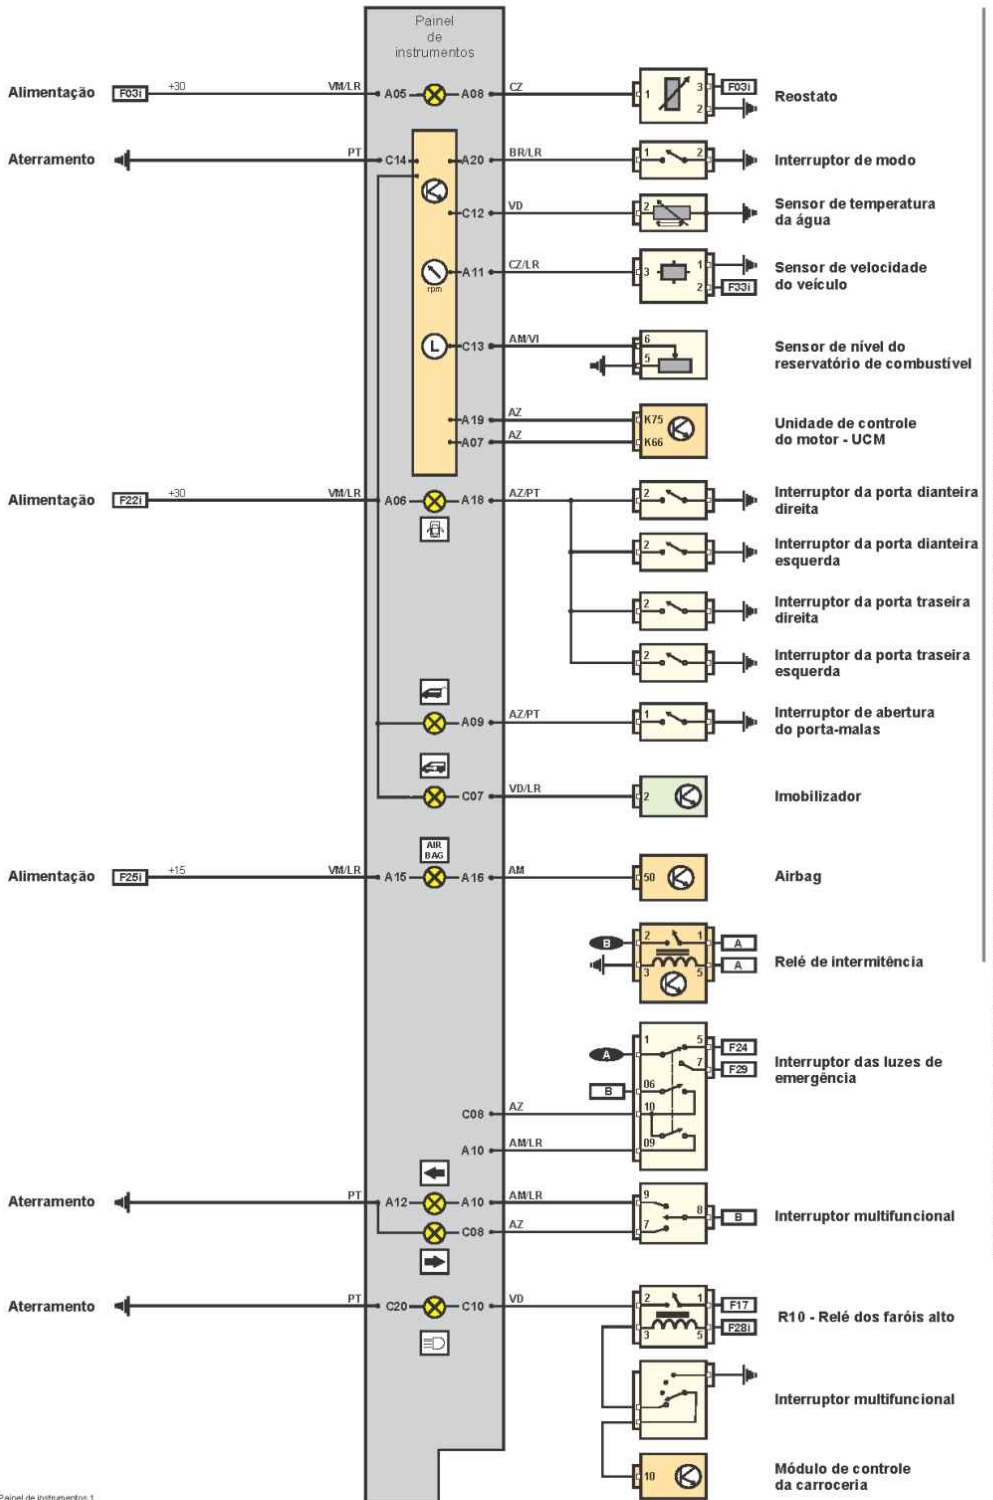 Painel
de
instrumentos
Alimentação F03i +30 VM/LR A05 A08 CZ 1 3 F03i
2
Reostato
Aterramento PT C14 A20 BR/LR 1 2 Interruptor de modo
C12 VD 2 Sensor de temperatura
da água
rpm A11 CZ/LR 3 1
2 F33i
Sensor de velocidade
do veículo
L C13 AM/VI 6
5
Sensor de nível do
reservatório de combustível
A19 AZ K75
A07 AZ K66
Unidade de controle
do motor - UCM
Alimentação F22i +30 VM/LR A06 A18 AZ/PT 2 Interruptor da porta dianteira
direita
2 Interruptor da porta dianteira
esquerda
2 Interruptor da porta traseira
direita
2 Interruptor da porta traseira
esquerda
A09 AZ/PT 1 Interruptor de abertura
do porta-malas
C07 VD/LR 2 Imobilizador
AIR
BAG
Alimentação F25i +15 VM/LR A15 A16 AM 50 Airbag
B 2 1 A
3 5 A
Relé de intermitência
A 1 5 F24
7 F29
Interruptor das luzes de
emergência
B 06
C08 AZ 10
A10 AM/LR 09
Aterramento PT A12 A10 AM/LR 9
8 B Interruptor multifuncional
C08 AZ 7
Aterramento PT C20 C10 VD 2 1 F17
3 5 F28i
R10 - Relé dos faróis alto
Interruptor multifuncional
10 Módulo de controle
da carroceria
Painel de instrumentos 1